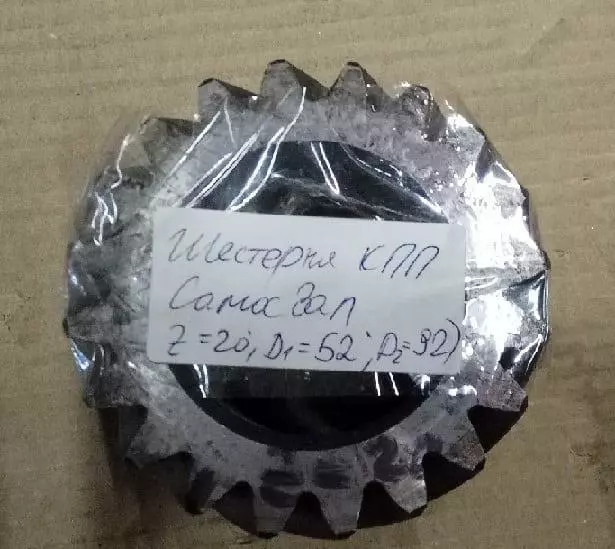 Шестерня КПП
Самосвал
Z=20, D₁=52; D₂=92)